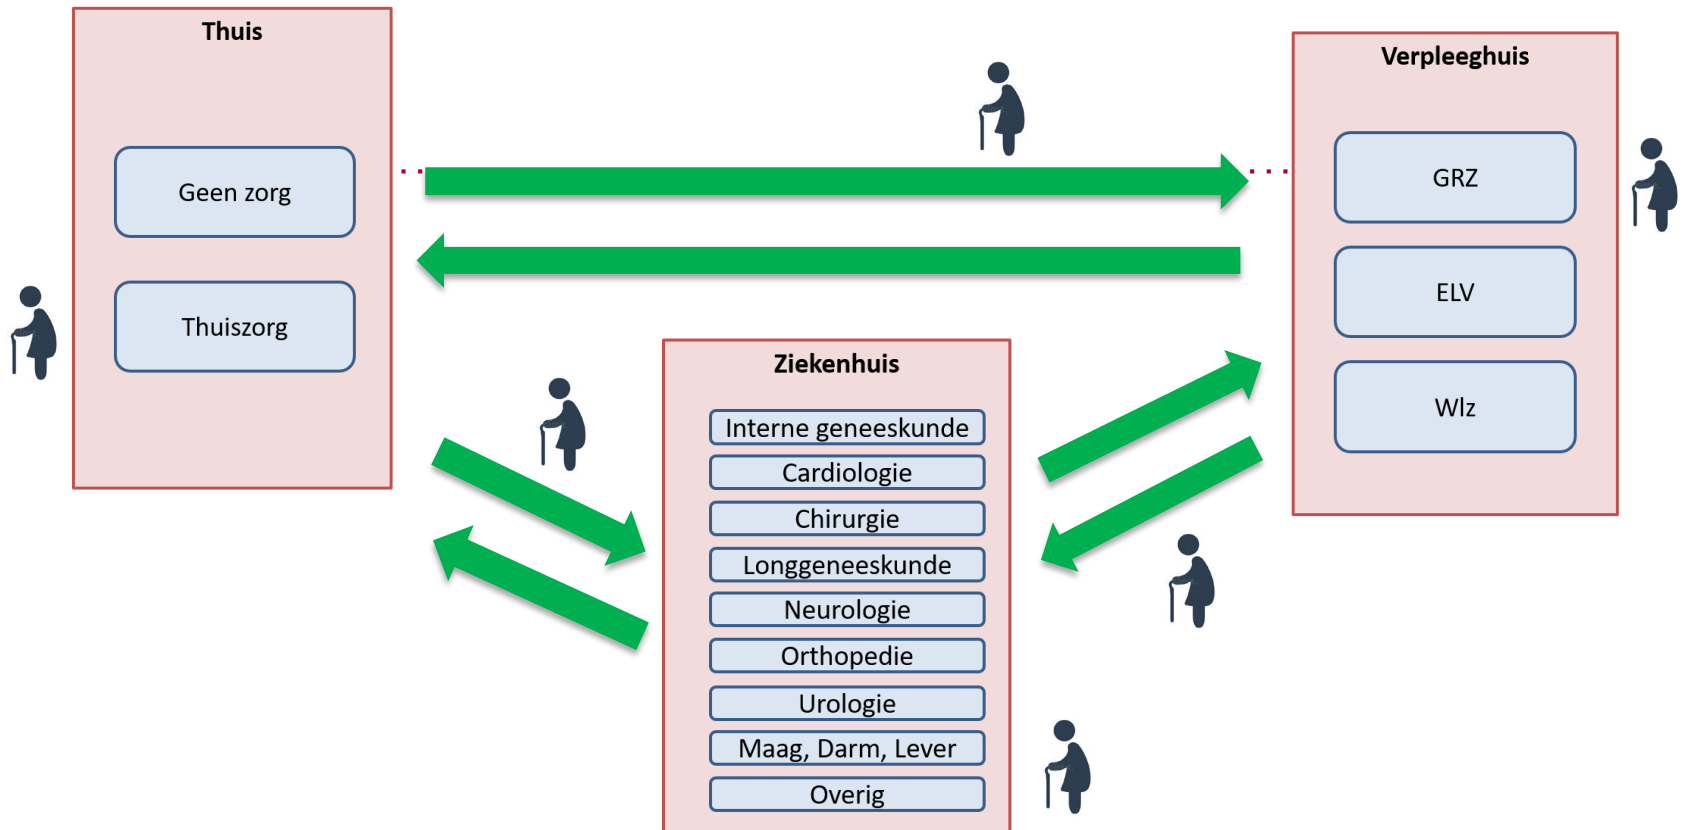 Thuis
Geen zorg
Thuiszorg
Ziekenhuis
Interne geneeskunde
Cardiologie
Chirurgie
Longgeneeskunde
Neurologie
Orthopedie
Urologie
Maag, Darm, Lever
Overig
Verpleeghuis
GRZ
ELV
Wlz